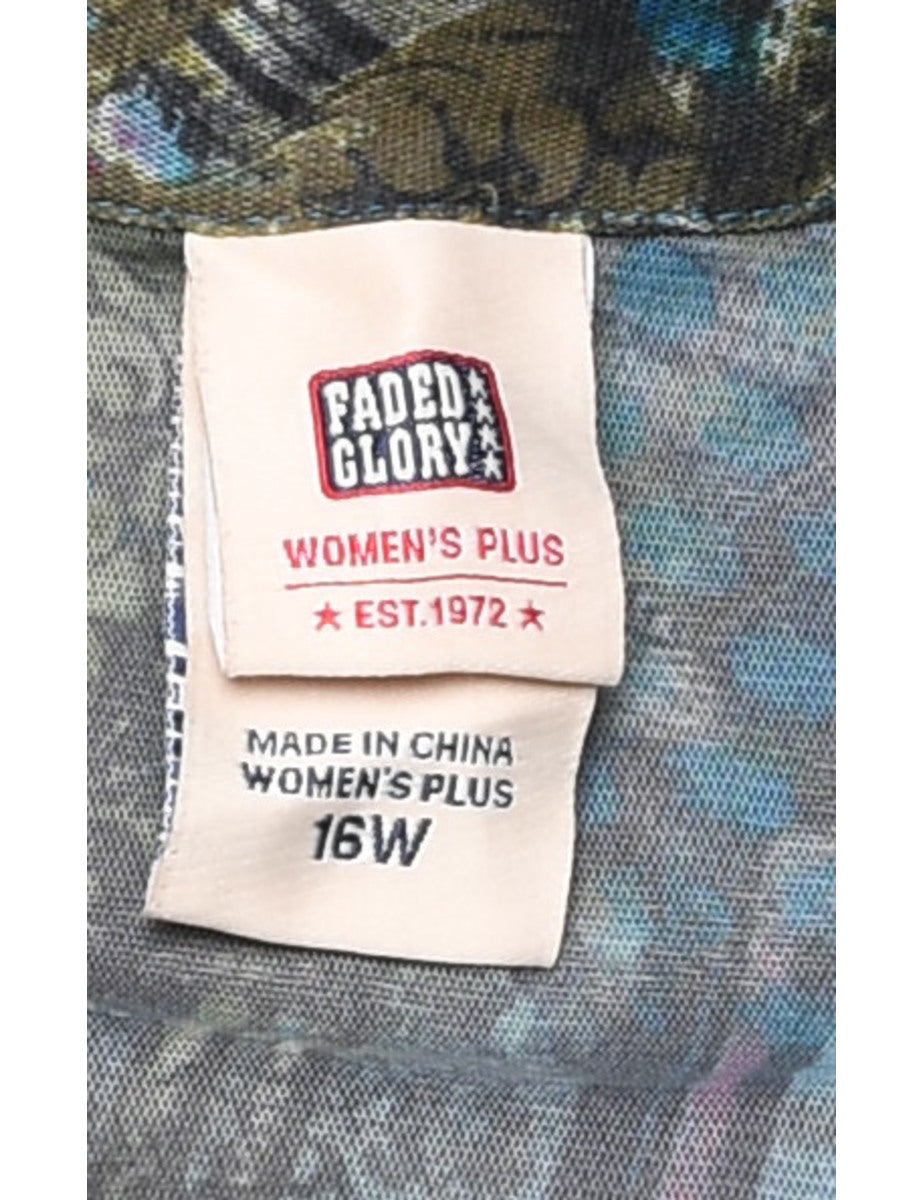 FADED
GLORY
WOMEN'S PLUS
EST.1972
MADE IN CHINA
WOMEN'S PLUS
16W